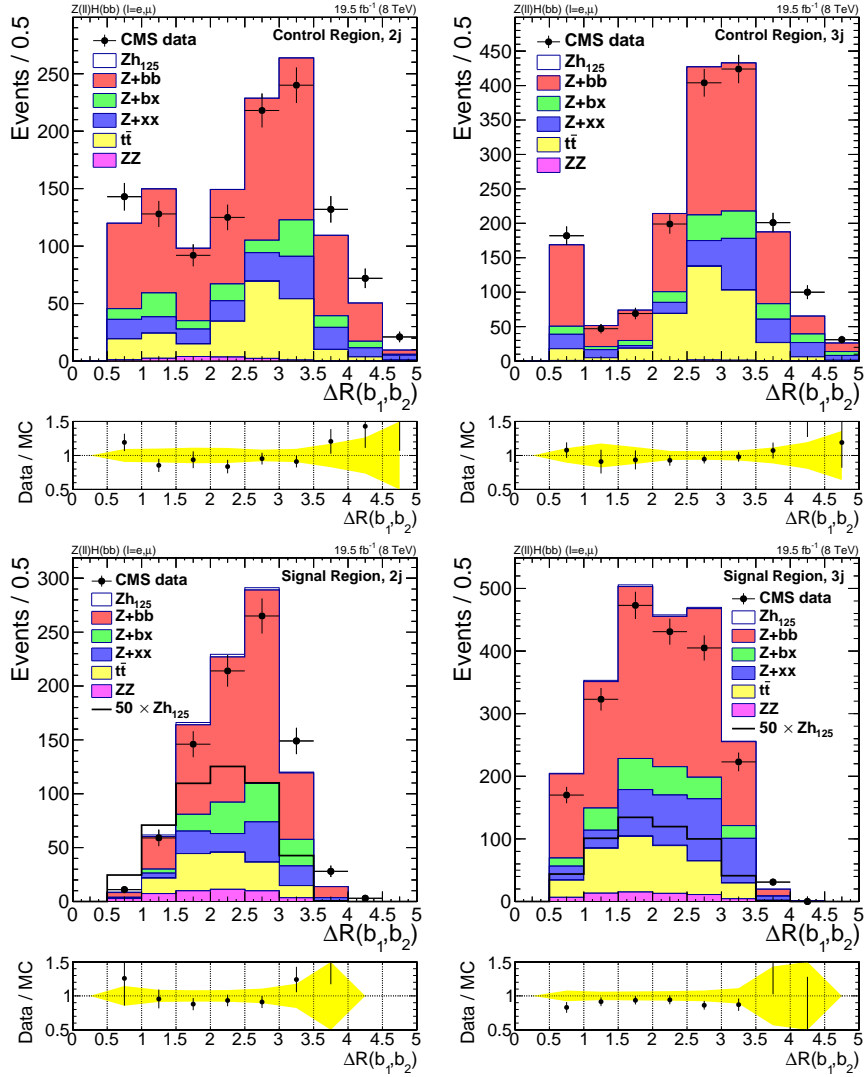 Z(ll)H(bb) (l=e,μ) 19.5 fb⁻¹ (8 TeV)
Control Region, 2j
CMS data
Zh₁₂₅
Z+bb
Z+bx
Z+xx
tt̄
ZZ
Events / 0.5
0 50 100 150 200 250
0 0.5 1 1.5 2 2.5 3 3.5 4 4.5 5
ΔR(b₁,b₂)
Data / MC
0.5 1 1.5
0 0.5 1 1.5 2 2.5 3 3.5 4 4.5 5
ΔR(b₁,b₂)
Z(ll)H(bb) (l=e,μ) 19.5 fb⁻¹ (8 TeV)
Control Region, 3j
CMS data
Zh₁₂₅
Z+bb
Z+bx
Z+xx
tt̄
ZZ
Events / 0.5
0 50 100 150 200 250 300 350 400 450
0 0.5 1 1.5 2 2.5 3 3.5 4 4.5 5
ΔR(b₁,b₂)
Data / MC
0.5 1 1.5
0 0.5 1 1.5 2 2.5 3 3.5 4 4.5 5
ΔR(b₁,b₂)
Z(ll)H(bb) (l=e,μ) 19.5 fb⁻¹ (8 TeV)
Signal Region, 2j
CMS data
Zh₁₂₅
Z+bb
Z+bx
Z+xx
tt̄
ZZ
50 × Zh₁₂₅
Events / 0.5
0 50 100 150 200 250 300
0 0.5 1 1.5 2 2.5 3 3.5 4 4.5 5
ΔR(b₁,b₂)
Data / MC
0.5 1 1.5
0 0.5 1 1.5 2 2.5 3 3.5 4 4.5 5
ΔR(b₁,b₂)
Z(ll)H(bb) (l=e,μ) 19.5 fb⁻¹ (8 TeV)
Signal Region, 3j
CMS data
Zh₁₂₅
Z+bb
Z+bx
Z+xx
tt̄
ZZ
50 × Zh₁₂₅
Events / 0.5
0 100 200 300 400 500
0 0.5 1 1.5 2 2.5 3 3.5 4 4.5 5
ΔR(b₁,b₂)
Data / MC
0.5 1 1.5
0 0.5 1 1.5 2 2.5 3 3.5 4 4.5 5
ΔR(b₁,b₂)